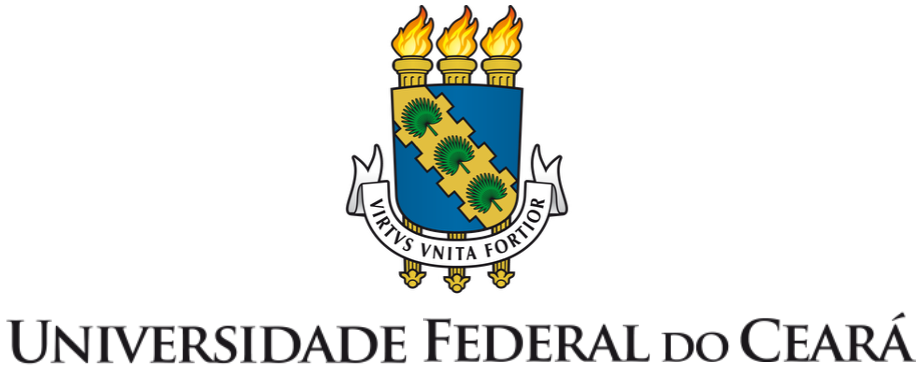 VIRTVS VNITA FORTIOR
UNIVERSIDADE FEDERAL DO CEARÁ